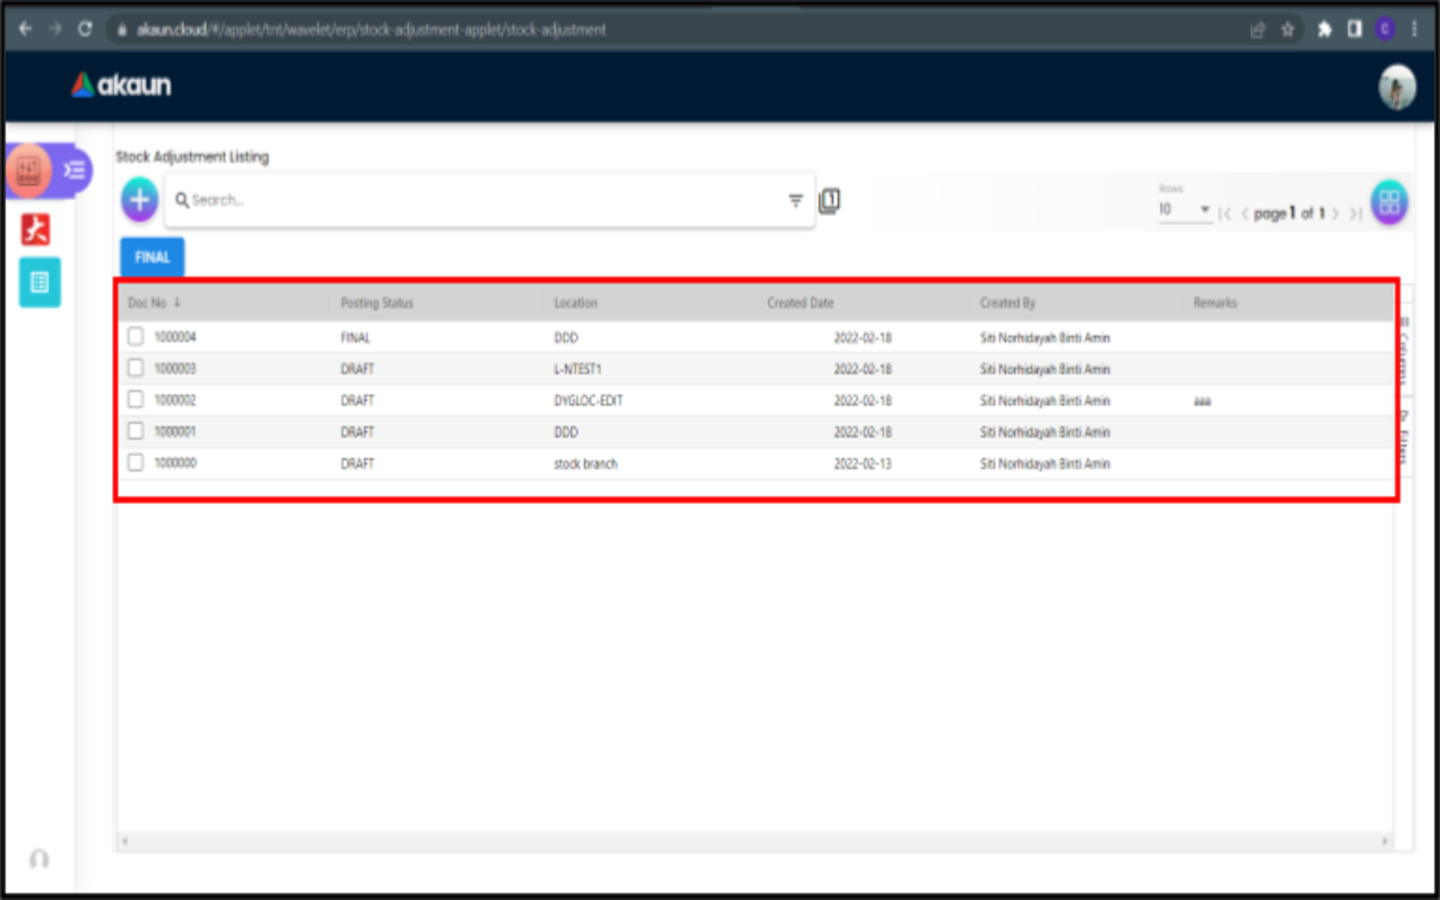 akaun.cloud/#/applet/tnt/wavelet/erp/stock-adjustment-applet/stock-adjustment
C
akaun
Stock Adjustment Listing
Search...
1
Rows
10
page 1 of 1
FINAL
Doc No ↓ Posting Status Location Created Date Created By Remarks
1000004 FINAL DDD 2022-02-18 Siti Norhidayah Binti Amin
1000003 DRAFT L-NTEST1 2022-02-18 Siti Norhidayah Binti Amin
1000002 DRAFT DYGLOC-EDIT 2022-02-18 Siti Norhidayah Binti Amin aaa
1000001 DRAFT DDD 2022-02-18 Siti Norhidayah Binti Amin
1000000 DRAFT stock branch 2022-02-13 Siti Norhidayah Binti Amin
Columns
Filters